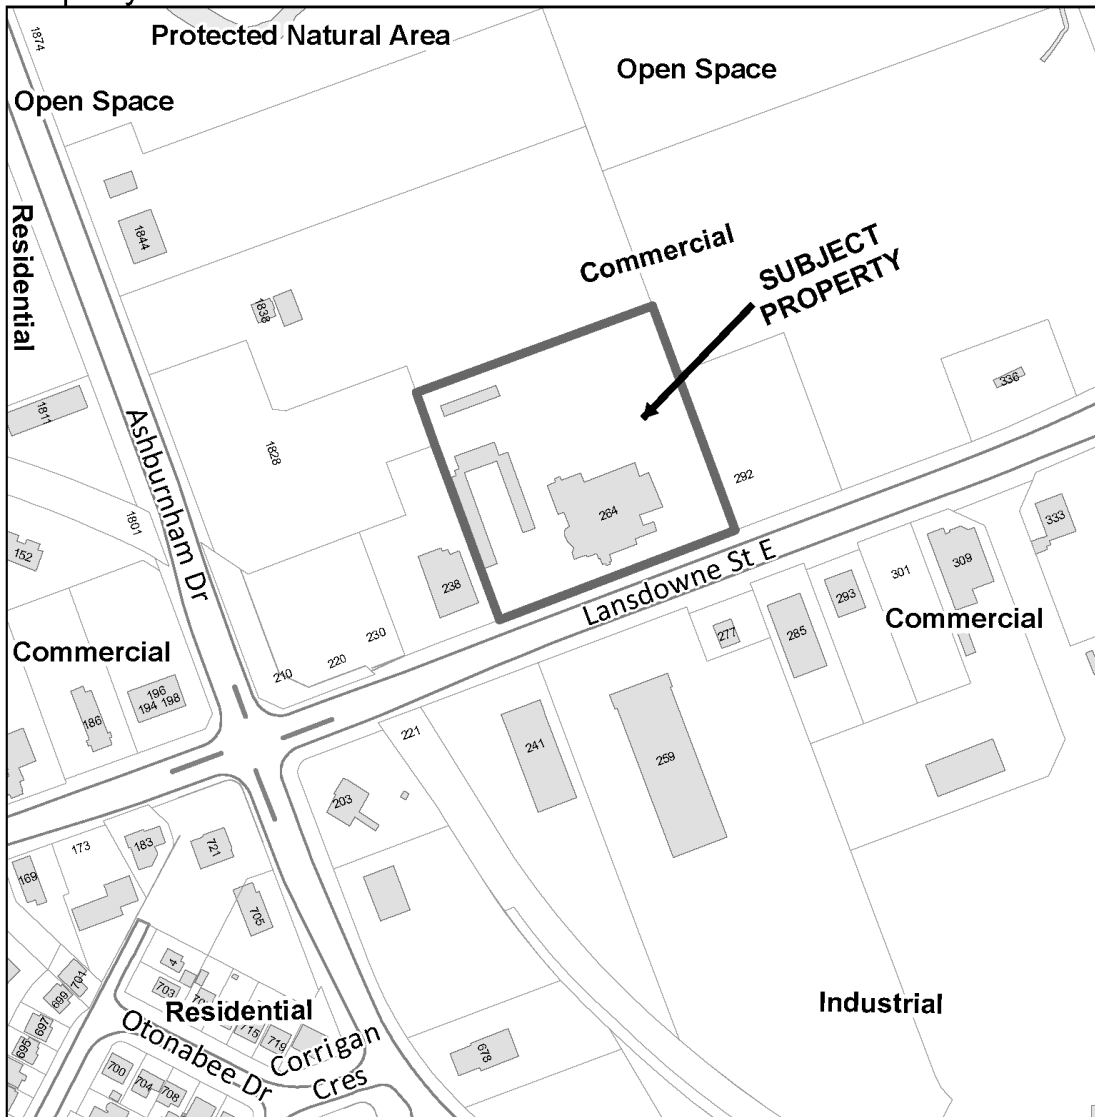 1874
Protected Natural Area
Open Space
Open Space
Residential
1844
Commercial
SUBJECT
PROPERTY
1838
336
1811
Ashburnham Dr
1828
292
264
1801
333
152
238
Lansdowne St E
301
309
293
277
285
Commercial
230
220
210
Commercial
196
194 198
186
221
241
259
203
183
173
721
169
705
4
701
703
699
Residential
697
715
719
695
Otonabee Dr
Corrigan
Cres
678
700
704
708
Industrial